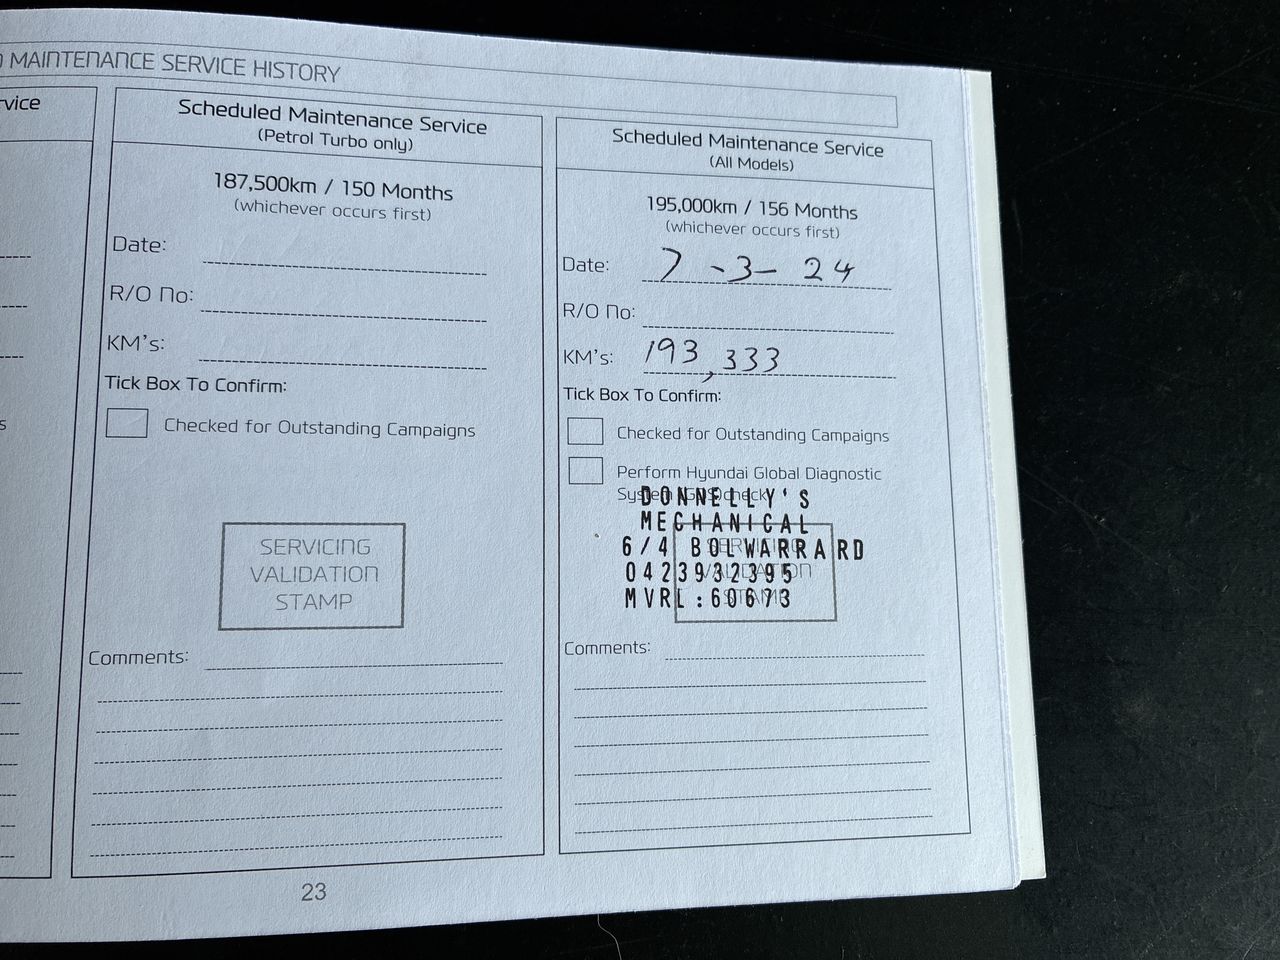 MAINTENANCE SERVICE HISTORY
rvice
s
Scheduled Maintenance Service
(Petrol Turbo only)
187,500km / 150 Months
(whichever occurs first)
Date:
R/O No:
KM's:
Tick Box To Confirm:
Checked for Outstanding Campaigns
SERVICING
VALIDATION
STAMP
Comments:
Scheduled Maintenance Service
(All Models)
195,000km / 156 Months
(whichever occurs first)
Date: 7 -3- 24
R/O No:
KM's: 193,333
Tick Box To Confirm:
Checked for Outstanding Campaigns
Perform Hyundai Global Diagnostic
System (GDS) check
DONNELLY'S
MECHANICAL
6/4 BOLWARRA RD
0423932395
MVRL:60673
SERVICING
VALIDATION
STAMP
Comments:
23